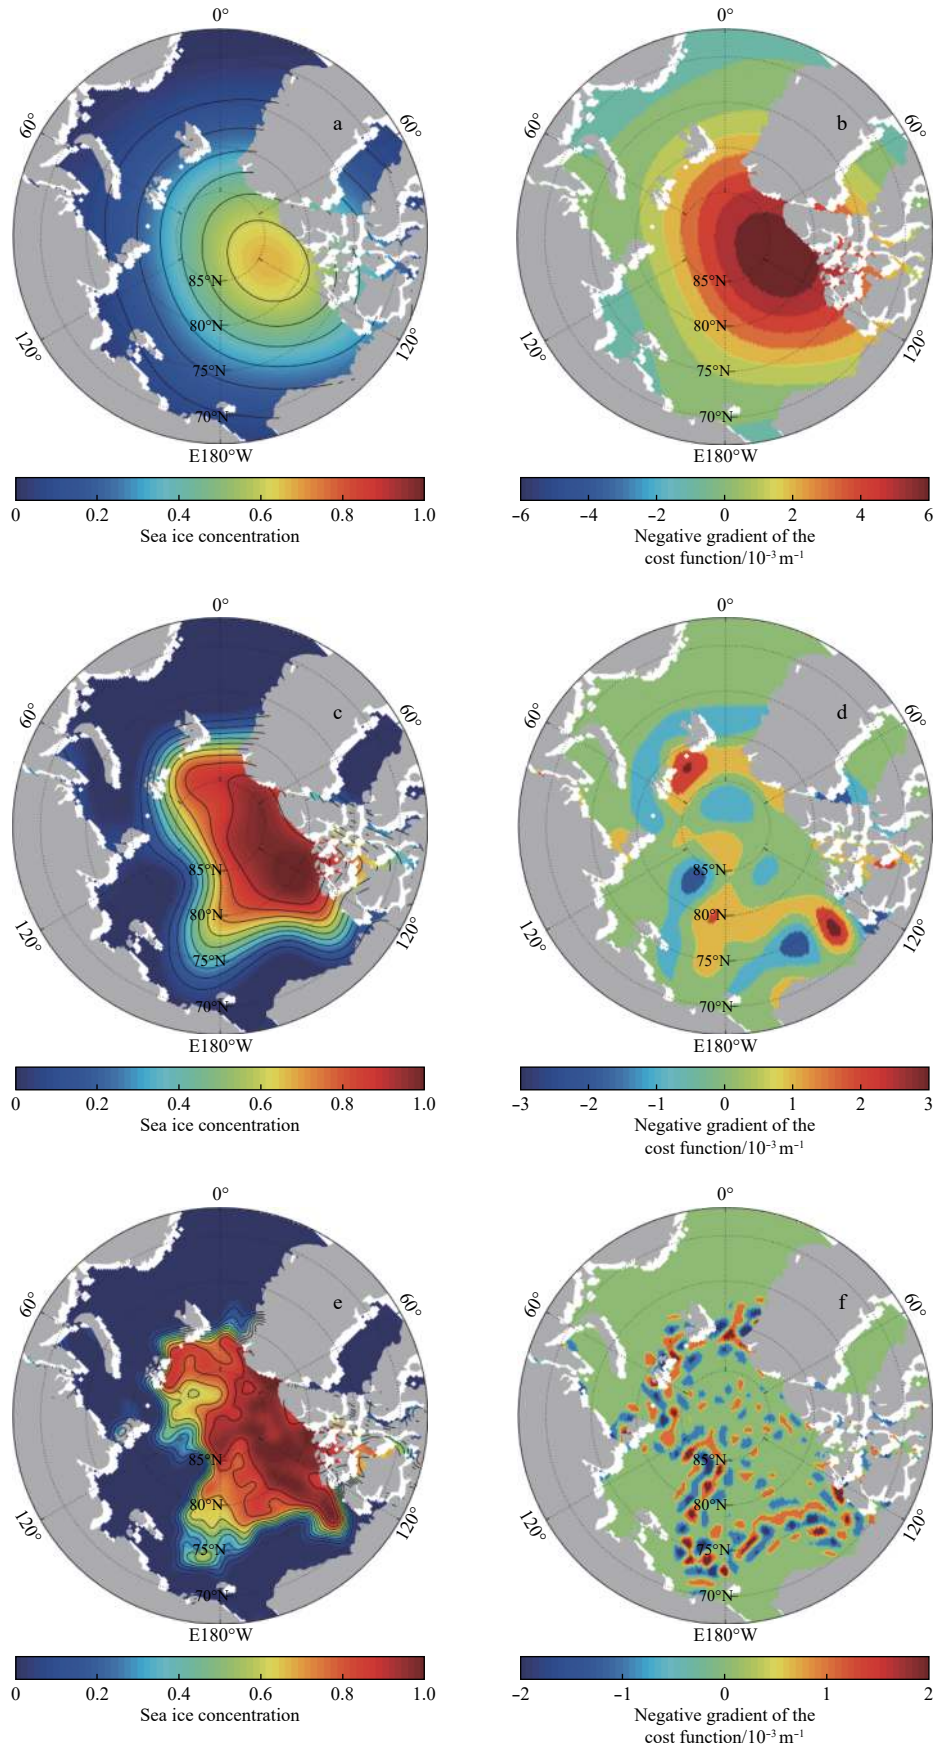 0°
0°
a
b
60°
60°
60°
60°
85°N
85°N
80°N
80°N
120°
120°
120°
120°
75°N
75°N
70°N
70°N
E180°W
E180°W
0 0.2 0.4 0.6 0.8 1.0
−6 −4 −2 0 2 4 6
Sea ice concentration
Negative gradient of the
cost function/10⁻³ m⁻¹
0°
0°
c
d
60°
60°
60°
60°
85°N
85°N
80°N
80°N
120°
120°
120°
120°
75°N
75°N
70°N
70°N
E180°W
E180°W
0 0.2 0.4 0.6 0.8 1.0
−3 −2 −1 0 1 2 3
Sea ice concentration
Negative gradient of the
cost function/10⁻³ m⁻¹
0°
0°
e
f
60°
60°
60°
60°
85°N
85°N
80°N
80°N
120°
120°
120°
120°
75°N
75°N
70°N
70°N
E180°W
E180°W
0 0.2 0.4 0.6 0.8 1.0
−2 −1 0 1 2
Sea ice concentration
Negative gradient of the
cost function/10⁻³ m⁻¹